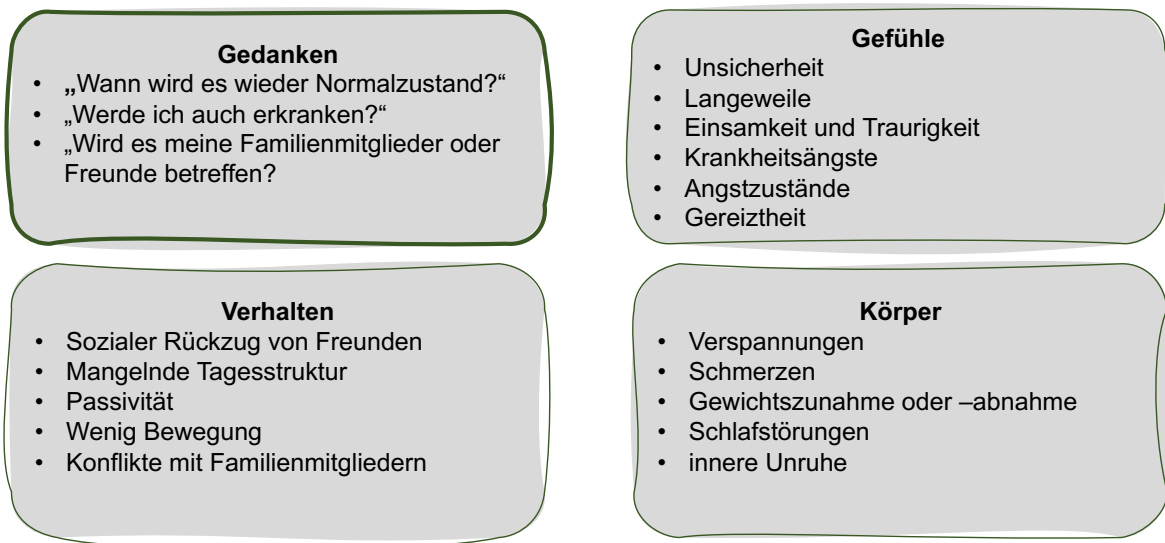 Gedanken
• „Wann wird es wieder Normalzustand?“
• „Werde ich auch erkranken?“
• „Wird es meine Familienmitglieder oder
Freunde betreffen?
Gefühle
• Unsicherheit
• Langeweile
• Einsamkeit und Traurigkeit
• Krankheitsängste
• Angstzustände
• Gereiztheit
Verhalten
• Sozialer Rückzug von Freunden
• Mangelnde Tagesstruktur
• Passivität
• Wenig Bewegung
• Konflikte mit Familienmitgliedern
Körper
• Verspannungen
• Schmerzen
• Gewichtszunahme oder –abnahme
• Schlafstörungen
• innere Unruhe